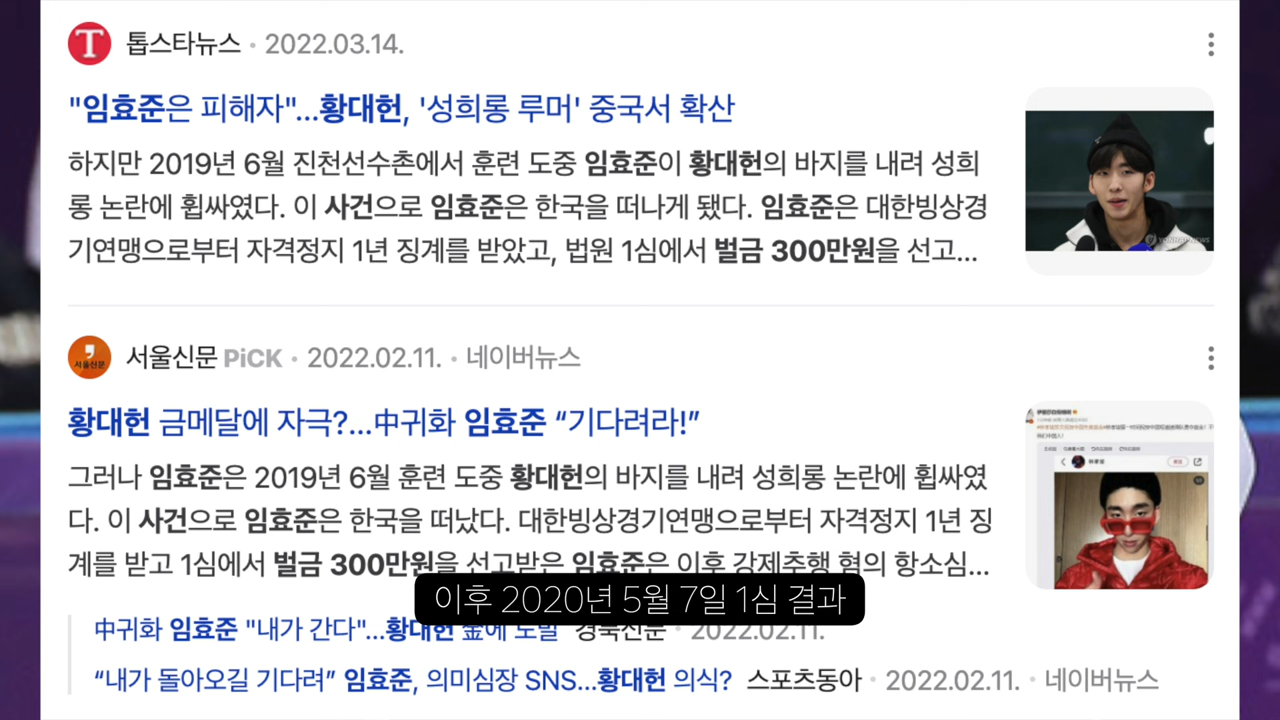 톱스타뉴스 · 2022.03.14.
"임효준은 피해자"...황대헌, '성희롱 루머' 중국서 확산
하지만 2019년 6월 진천선수촌에서 훈련 도중 임효준이 황대헌의 바지를 내려 성희
롱 논란에 휩싸였다. 이 사건으로 임효준은 한국을 떠나게 됐다. 임효준은 대한빙상경
기연맹으로부터 자격정지 1년 징계를 받았고, 법원 1심에서 벌금 300만원을 선고...
서울신문 PiCK · 2022.02.11. · 네이버뉴스
서울신문
황대헌 금메달에 자극?...中귀화 임효준 “기다려라!”
그러나 임효준은 2019년 6월 훈련 도중 황대헌의 바지를 내려 성희롱 논란에 휩싸였
다. 이 사건으로 임효준은 한국을 떠났다. 대한빙상경기연맹으로부터 자격정지 1년 징
계를 받고 1심에서 벌금 300만원을 선고받은 임효준은 이후 강제추행 혐의 항소심...
이후 2020년 5월 7일 1심 결과
中귀화 임효준 "내가 간다"...황대헌 金에 도발 경북신문 · 2022.02.11.
“내가 돌아오길 기다려” 임효준, 의미심장 SNS...황대헌 의식? 스포츠동아 · 2022.02.11. · 네이버뉴스